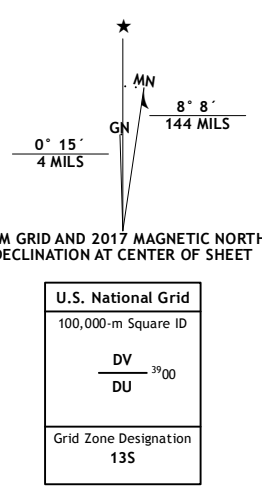 ★
MN
GN
8° 8´
144 MILS
0° 15´
4 MILS
M GRID AND 2017 MAGNETIC NORTH
DECLINATION AT CENTER OF SHEET
U.S. National Grid
100,000-m Square ID
DV
3900
DU
Grid Zone Designation
13S